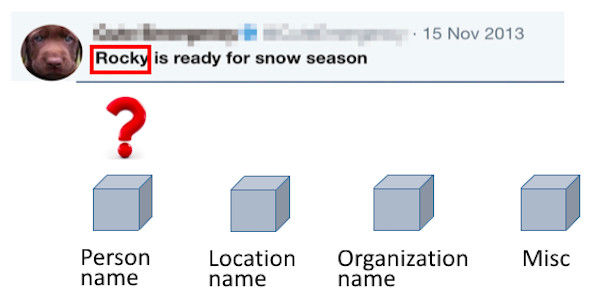 · 15 Nov 2013
Rocky is ready for snow season
?
Person name
Location name
Organization name
Misc